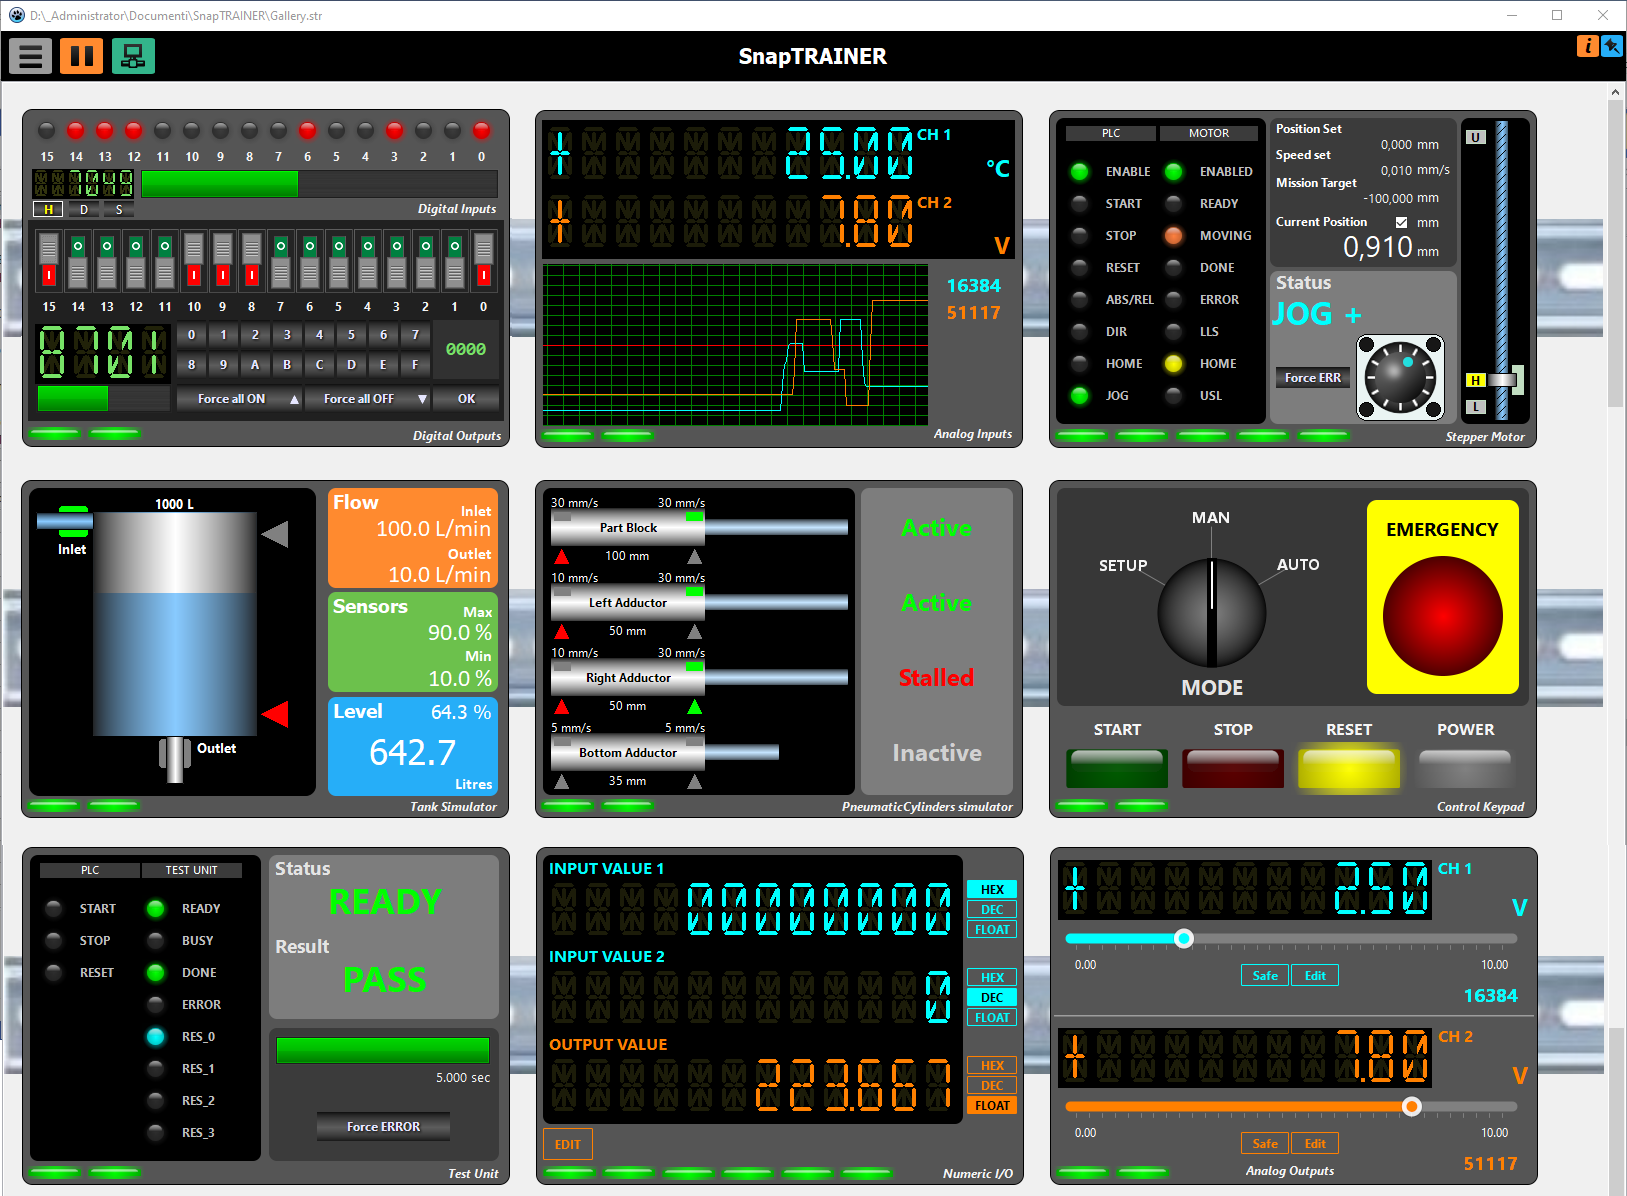 D:\_Administrator\Documenti\SnapTRAINER\Gallery.str
SnapTRAINER
15 14 13 12 11 10 9 8 7 6 5 4 3 2 1 0
7049
H D S
Digital Inputs
15 14 13 12 11 10 9 8 7 6 5 4 3 2 1 0
8701
0 1 2 3 4 5 6 7
8 9 A B C D E F
0000
Force all ON
Force all OFF
OK
Digital Outputs
+ 25.00 CH 1
°C
+ 7.80 CH 2
V
16384
51117
Analog Inputs
PLC MOTOR
ENABLE ENABLED
START READY
STOP MOVING
RESET DONE
ABS/REL ERROR
DIR LLS
HOME HOME
JOG USL
Position Set
0,000 mm
Speed set
0,010 mm/s
Mission Target
-100,000 mm
Current Position mm
0,910 mm
Status
JOG +
Force ERR
U
H
L
Stepper Motor
1000 L
Inlet
Outlet
Flow
Inlet
100.0 L/min
Outlet
10.0 L/min
Sensors
Max
90.0 %
Min
10.0 %
Level 64.3 %
642.7
Litres
Tank Simulator
30 mm/s 30 mm/s
Part Block
100 mm
Active
10 mm/s 30 mm/s
Left Adductor
50 mm
Active
10 mm/s 30 mm/s
Right Adductor
50 mm
Stalled
5 mm/s 5 mm/s
Bottom Adductor
35 mm
Inactive
PneumaticCylinders simulator
MAN
SETUP
AUTO
MODE
EMERGENCY
START STOP RESET POWER
Control Keypad
PLC TEST UNIT
START READY
STOP BUSY
RESET DONE
ERROR
RES_0
RES_1
RES_2
RES_3
Status
READY
Result
PASS
5.000 sec
Force ERROR
Test Unit
INPUT VALUE 1
00000000
HEX
DEC
FLOAT
INPUT VALUE 2
0
HEX
DEC
FLOAT
OUTPUT VALUE
223.667
HEX
DEC
FLOAT
EDIT
Numeric I/O
+ 2.50 CH 1
V
0.00 10.00
Safe Edit
16384
+ 7.80 CH 2
V
0.00 10.00
Safe Edit
51117
Analog Outputs